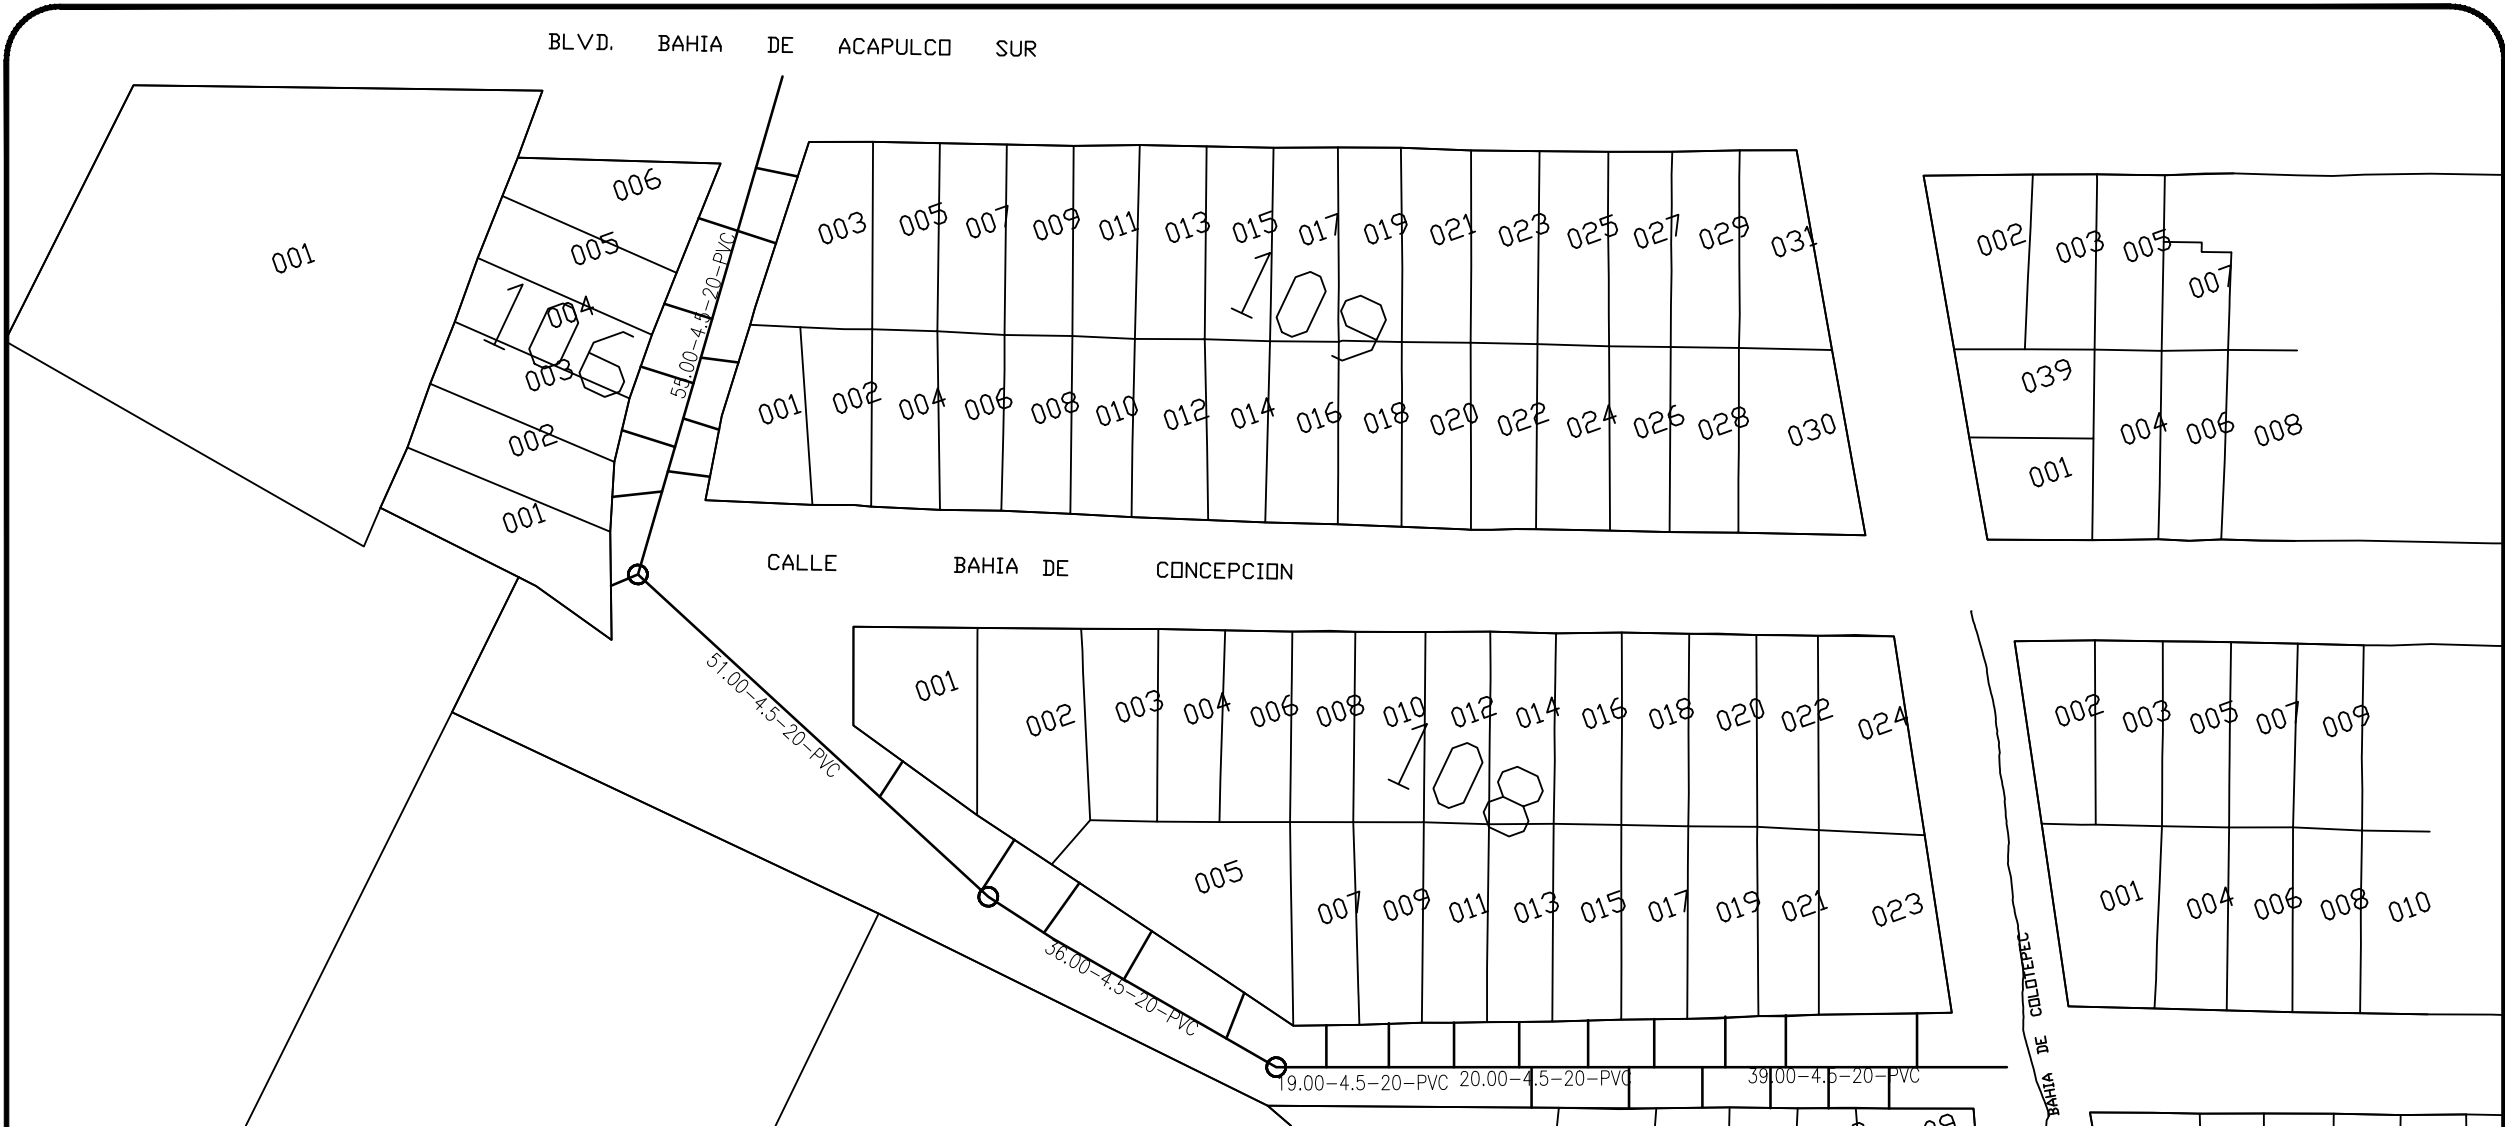 BLVD. BAHIA DE ACAPULCO SUR
001
006
005
004
003
002
001
106
55.00-4.5-20-PVC
003 005 007 009 011 013 015 017 019 021 023 025 027 029 031
109
001 002 004 006 008 010 012 014 016 018 020 022 024 026 028 030
002 003 005 007
039
004 006 008
001
CALLE BAHIA DE CONCEPCION
51.00-4.5-20-PVC
001 002 003 004 006 008 010 012 014 016 018 020 022 024
108
005 007 009 011 013 015 017 019 021 023
002 003 005 007 009
001 004 006 008 010
36.00-4.5-20-PVC
BAHIA DE COLOTEPEC
19.00-4.5-20-PVC 20.00-4.5-20-PVC 39.00-4.5-20-PVC